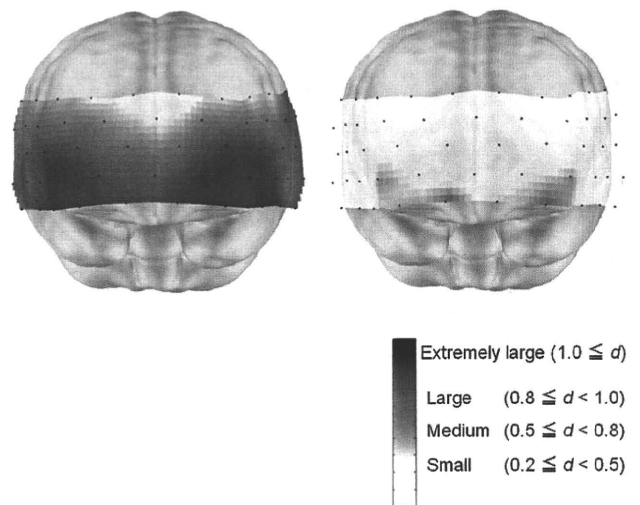 Extremely large (1.0 ≦ d)
Large (0.8 ≦ d < 1.0)
Medium (0.5 ≦ d < 0.8)
Small (0.2 ≦ d < 0.5)